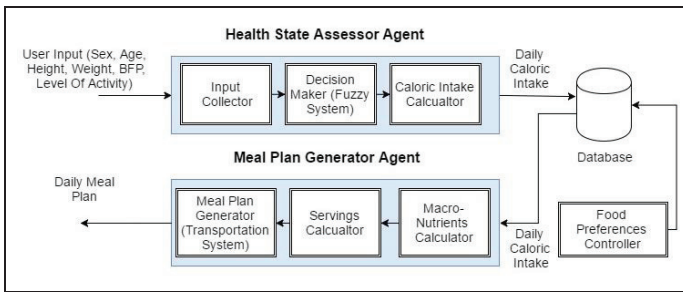 Health State Assessor Agent
User Input (Sex, Age,
Height, Weight, BFP,
Level Of Activity)
Input
Collector
Decision
Maker (Fuzzy
System)
Caloric Intake
Calcualtor
Daily
Caloric
Intake
Database
Meal Plan Generator Agent
Daily Meal
Plan
Meal Plan
Generator
(Transportation
System)
Servings
Calcualtor
Macro-
Nutrients
Calculator
Daily
Caloric
Intake
Food
Preferences
Controller